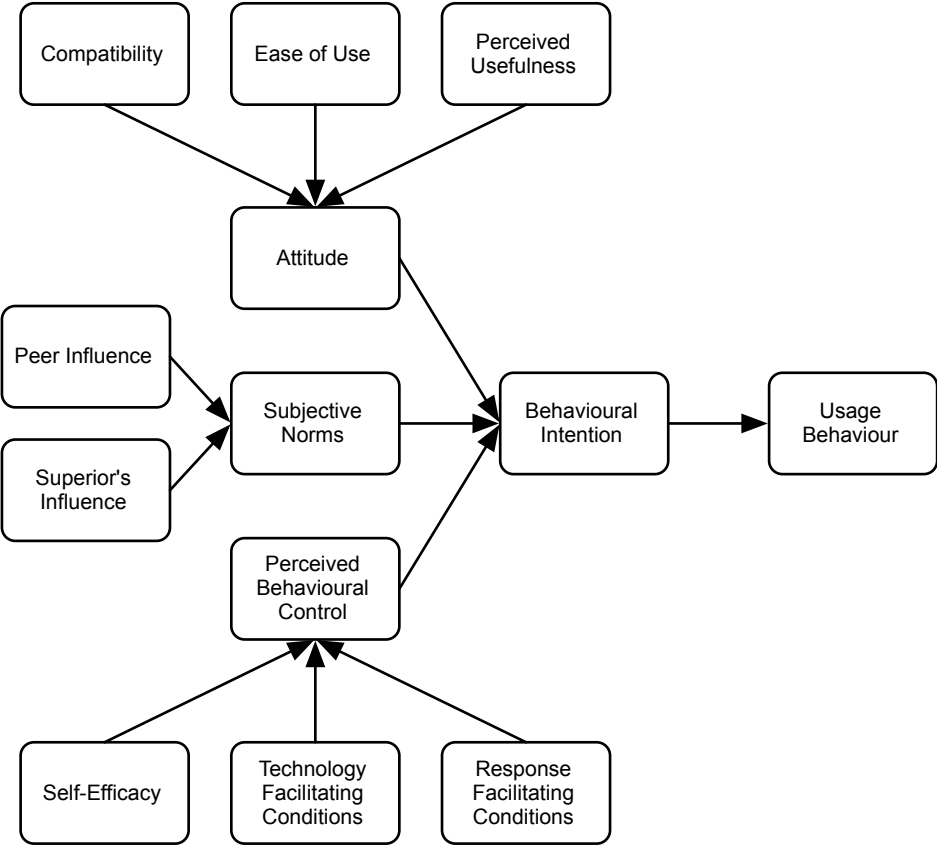 Compatibility
Ease of Use
Perceived
Usefulness
Attitude
Peer Influence
Superior's
Influence
Subjective
Norms
Behavioural
Intention
Usage
Behaviour
Perceived
Behavioural
Control
Self-Efficacy
Technology
Facilitating
Conditions
Response
Facilitating
Conditions